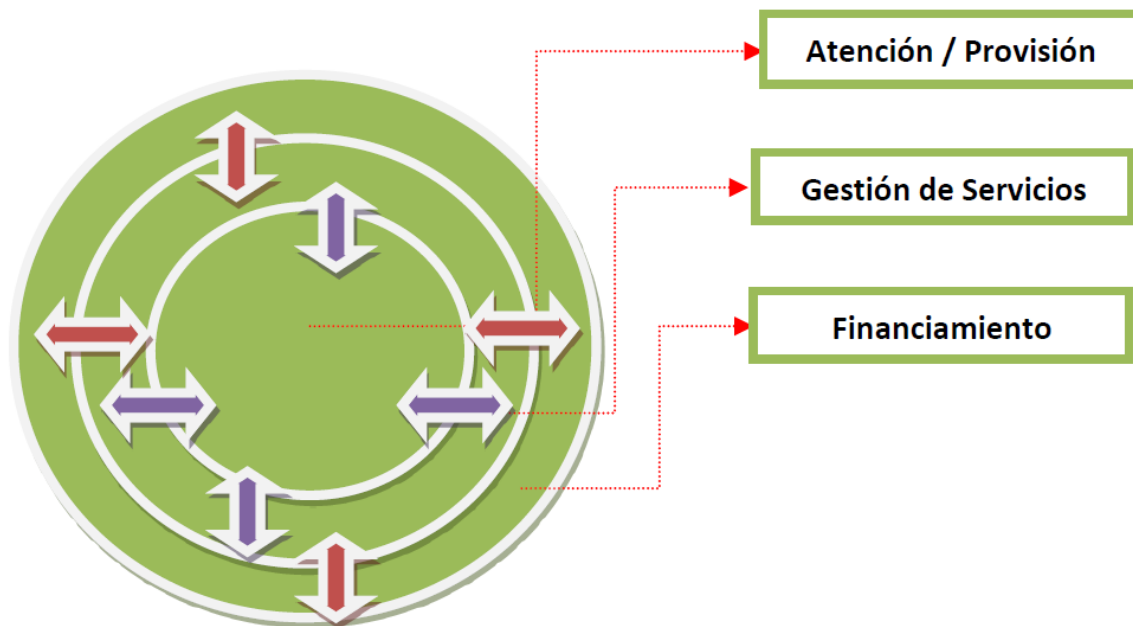 Atención / Provisión
Gestión de Servicios
Financiamiento